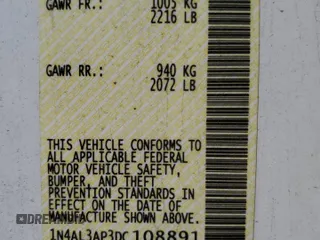 GAWR FR.: 1005 KG
2216 LB
GAWR RR.: 940 KG
2072 LB
THIS VEHICLE CONFORMS TO
ALL APPLICABLE FEDERAL
MOTOR VEHICLE SAFETY,
BUMPER, AND THEFT
PREVENTION STANDARDS IN
EFFECT ON THE DATE OF
MANUFACTURE SHOWN ABOVE.
1N4AL3AP3DC108891